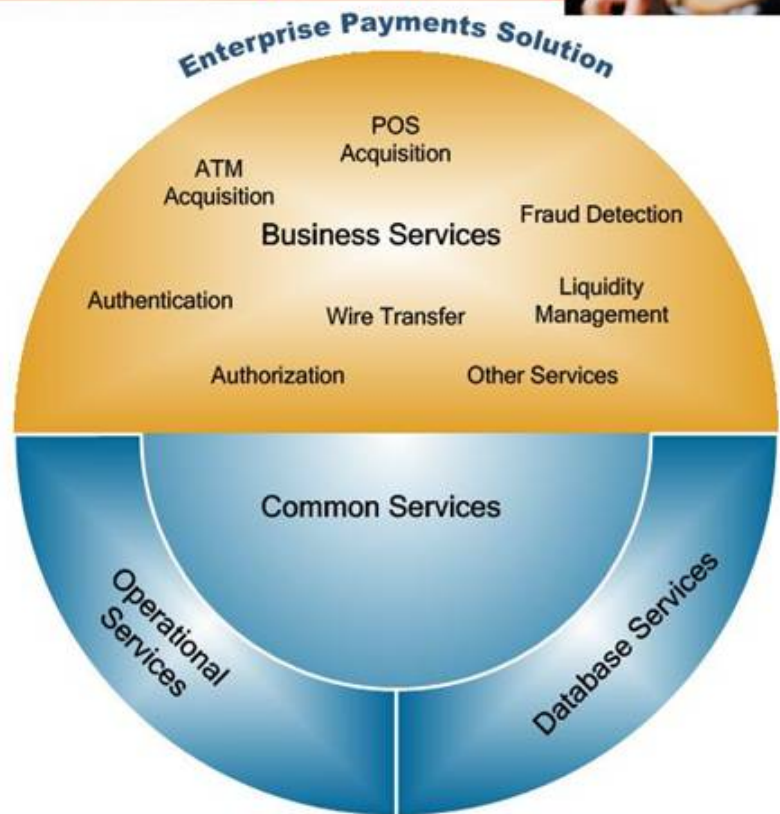 Enterprise Payments Solution
POS
Acquisition
ATM
Acquisition
Fraud Detection
Business Services
Authentication
Wire Transfer
Liquidity
Management
Authorization
Other Services
Common Services
Operational
Services
Database Services